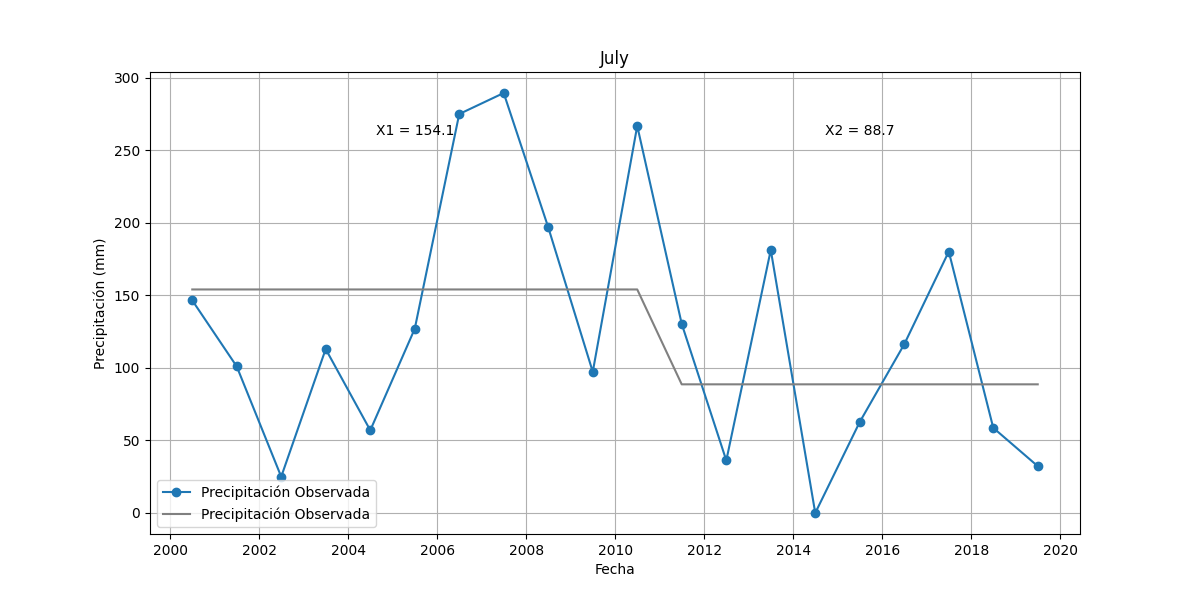 July
Precipitación (mm)
300
250
200
150
100
50
0
X1 = 154.1
X2 = 88.7
Precipitación Observada
Precipitación Observada
2000 2002 2004 2006 2008 2010 2012 2014 2016 2018 2020
Fecha